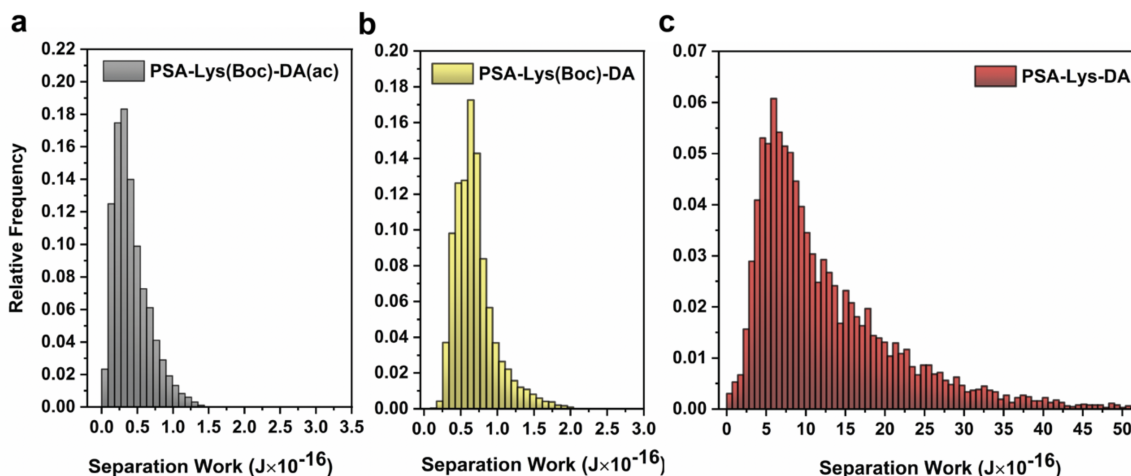 a
0.22
0.20
0.18
0.16
0.14
0.12
0.10
0.08
0.06
0.04
0.02
0.00
Relative Frequency
PSA-Lys(Boc)-DA(ac)
0.0 0.5 1.0 1.5 2.0 2.5 3.0 3.5
Separation Work (J×10-16)
b
0.20
0.18
0.16
0.14
0.12
0.10
0.08
0.06
0.04
0.02
0.00
PSA-Lys(Boc)-DA
0.0 0.5 1.0 1.5 2.0 2.5 3.0
Separation Work (J×10-16)
c
0.07
0.06
0.05
0.04
0.03
0.02
0.01
0.00
PSA-Lys-DA
0 5 10 15 20 25 30 35 40 45 50
Separation Work (J×10-16)